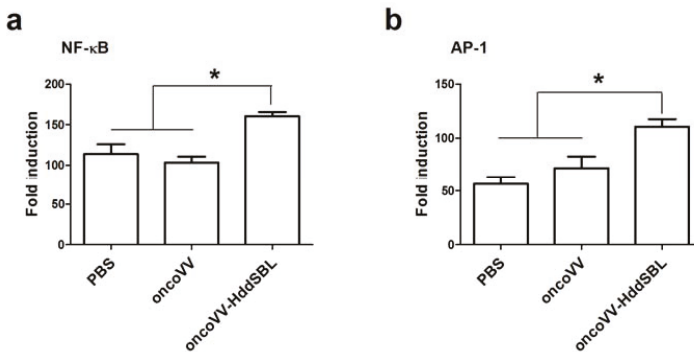 a
NF-κB
*
200
150
100
50
0
Fold induction
PBS
oncoVV
oncoVV-HddSBL
b
AP-1
*
150
100
50
0
Fold induction
PBS
oncoVV
oncoVV-HddSBL